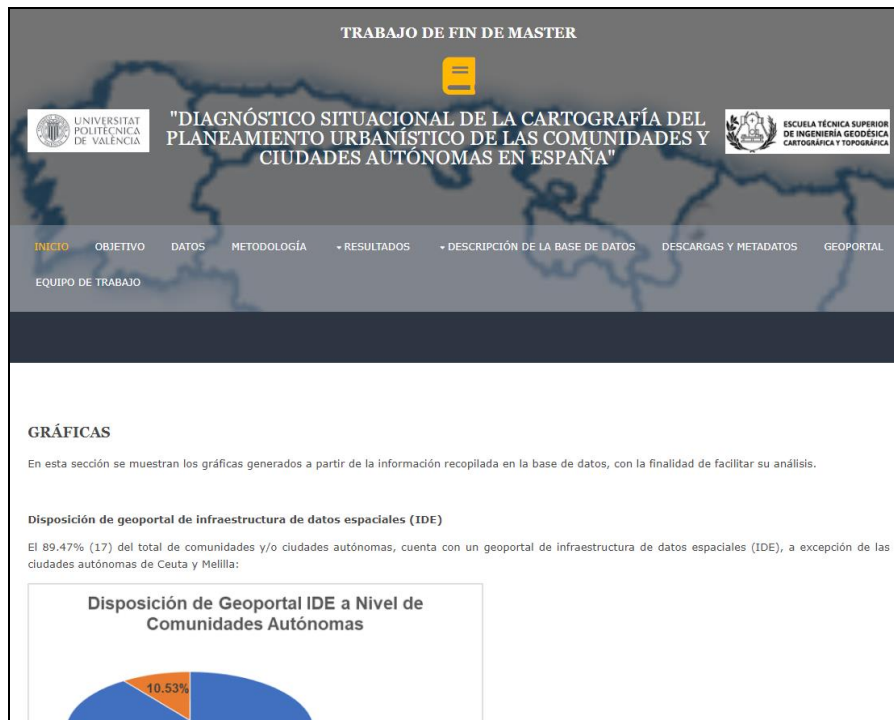 TRABAJO DE FIN DE MASTER
UNIVERSITAT
POLITÈCNICA
DE VALÈNCIA
"DIAGNÓSTICO SITUACIONAL DE LA CARTOGRAFÍA DEL
PLANEAMIENTO URBANÍSTICO DE LAS COMUNIDADES Y
CIUDADES AUTÓNOMAS EN ESPAÑA"
ESCUELA TÉCNICA SUPERIOR
DE INGENIERÍA GEODÉSICA
CARTOGRÁFICA Y TOPOGRÁFICA
INICIO OBJETIVO DATOS METODOLOGÍA RESULTADOS DESCRIPCIÓN DE LA BASE DE DATOS DESCARGAS Y METADATOS GEOPORTAL
EQUIPO DE TRABAJO
GRÁFICAS
En esta sección se muestran los gráficas generados a partir de la información recopilada en la base de datos, con la finalidad de facilitar su análisis.
Disposición de geoportal de infraestructura de datos espaciales (IDE)
El 89.47% (17) del total de comunidades y/o ciudades autónomas, cuenta con un geoportal de infraestructura de datos espaciales (IDE), a excepción de las
ciudades autónomas de Ceuta y Melilla:
Disposición de Geoportal IDE a Nivel de
Comunidades Autónomas
10.53%